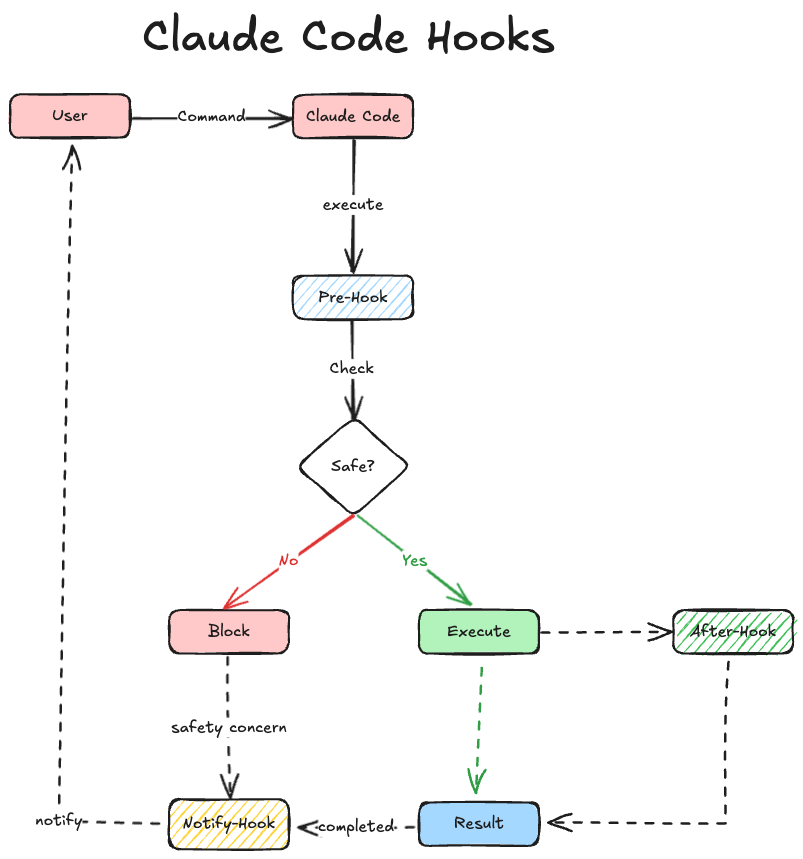 Claude Code Hooks
User
Command
Claude Code
execute
Pre-Hook
Check
Safe?
No
Yes
Block
Execute
After-Hook
safety concern
notify
Notify-Hook
completed
Result